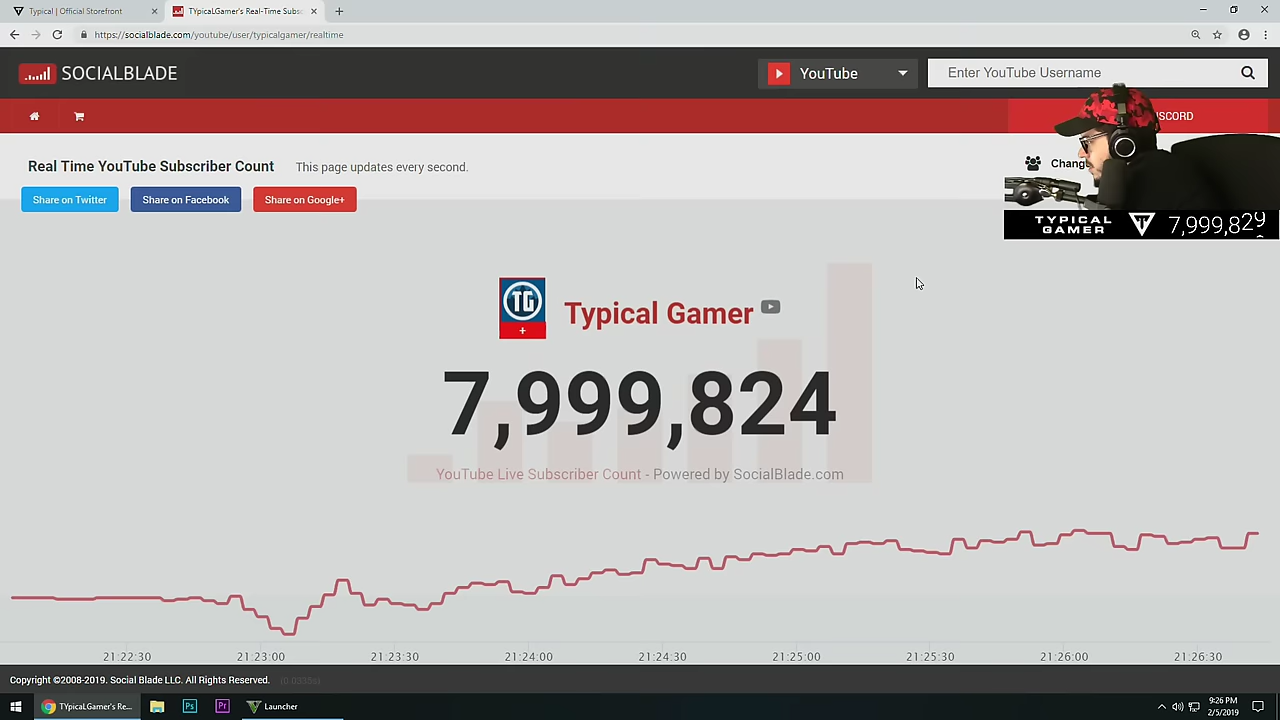 Typical | Official Storefront
TYpicaLGamer's Real-Time Subsc
https://socialblade.com/youtube/user/typicalgamer/realtime
SOCIALBLADE
YouTube
Enter YouTube Username
ISCORD
Real Time YouTube Subscriber Count
This page updates every second.
Chang
Share on Twitter
Share on Facebook
Share on Google+
TYPICAL
GAMER
7,999,829
TG
+
Typical Gamer
7,999,824
YouTube Live Subscriber Count - Powered by SocialBlade.com
21:22:30
21:23:00
21:23:30
21:24:00
21:24:30
21:25:00
21:25:30
21:26:00
21:26:30
Copyright ©2008-2019. Social Blade LLC. All Rights Reserved.
TYpicaLGamer's Re...
Ps
Pr
Launcher
9:26 PM
2/5/2019